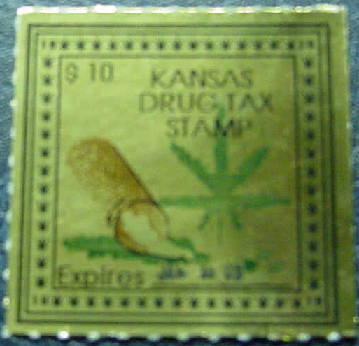 $ 10
KANSAS
DRUG TAX
STAMP
Expires